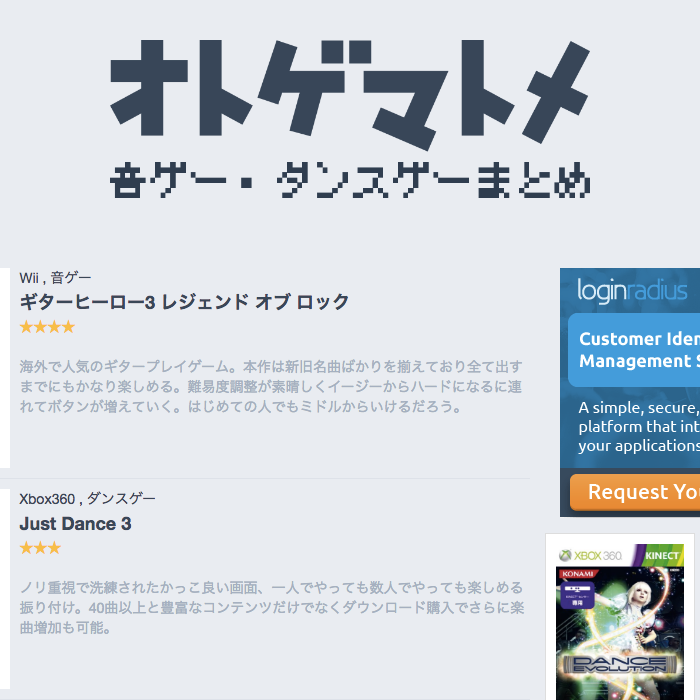 オトゲマトメ
音ゲー・ダンスゲーまとめ
Wii , 音ゲー
ギターヒーロー3 レジェンド オブ ロック
★★★★
海外で人気のギタープレイゲーム。本作は新旧名曲ばかりを揃えており全て出す
までにもかなり楽しめる。難易度調整が素晴しくイージーからハードになるに連
れてボタンが増えていく。はじめての人でもミドルからいけるだろう。
Xbox360 , ダンスゲー
Just Dance 3
★★★
ノリ重視で洗練されたかっこ良い画面、一人でやっても数人でやっても楽しめる
振り付け。40曲以上と豊富なコンテンツだけでなくダウンロード購入でさらに楽
曲増加も可能。
loginradius
Customer Iden
Management S
A simple, secure,
platform that int
your applications
Request You
XBOX 360
KINECT
KONAMI
専用
DANCE
EVOLUTION